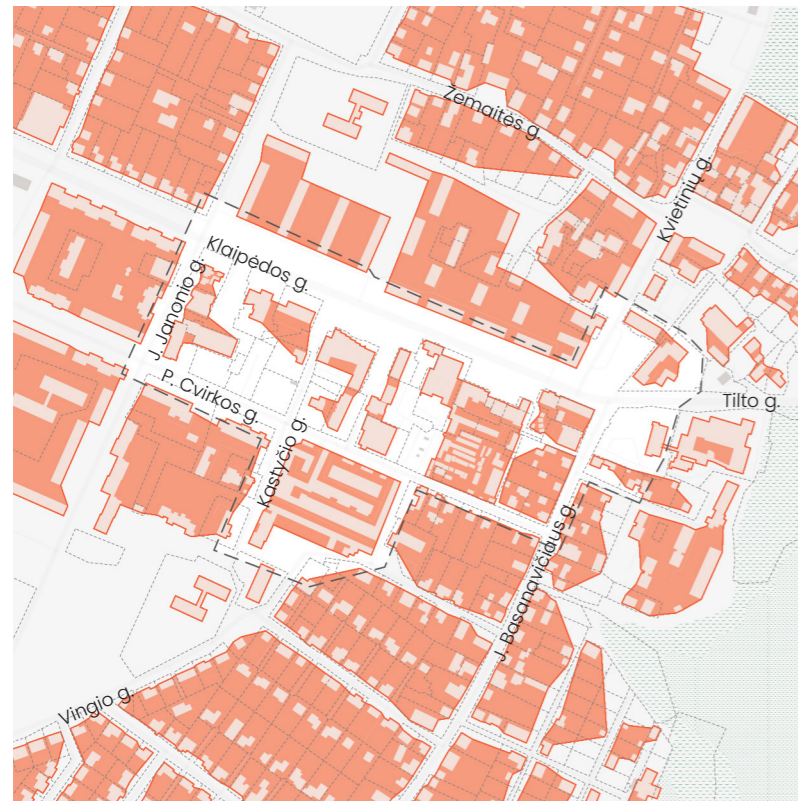 Žemaitės g.
Kvietinių g.
Klaipėdos g.
J. Janonio g.
P. Cvirkos g.
Tilto g.
Kastyčio g.
J. Basanavičiaus g.
Vingio g.